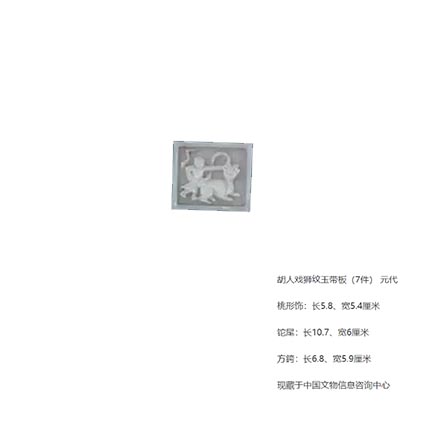 胡人戏狮纹玉带板（7件） 元代
桃形饰：长5.8、宽5.4厘米
铊尾：长10.7、宽6厘米
方銙：长6.8、宽5.9厘米
现藏于中国文物信息咨询中心